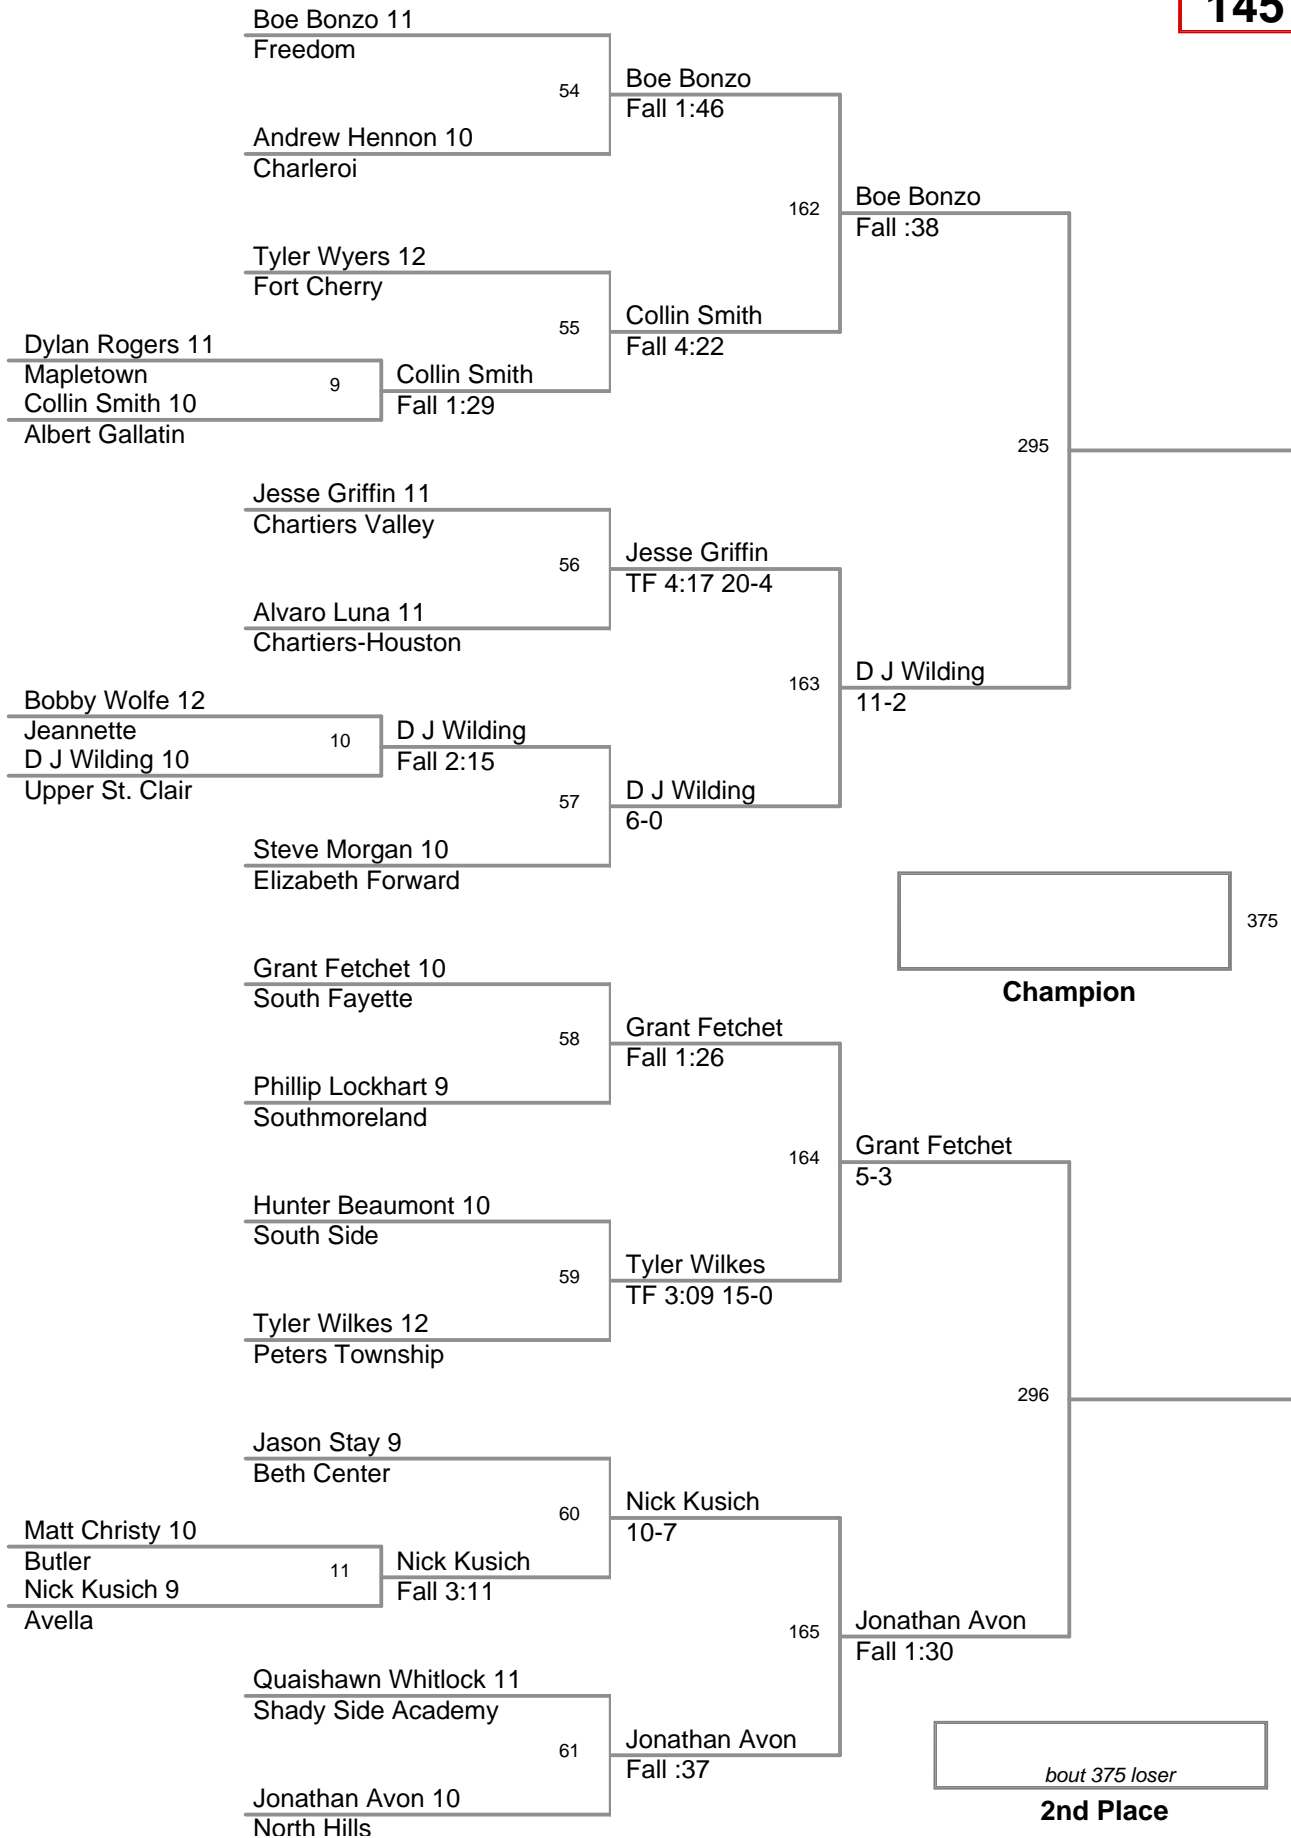 145
Boe Bonzo 11
Freedom
54
Boe Bonzo
Fall 1:46
Andrew Hennon 10
Charleroi
162
Boe Bonzo
Fall :38
Tyler Wyers 12
Fort Cherry
55
Collin Smith
Fall 4:22
Dylan Rogers 11
Mapletown
9
Collin Smith
Fall 1:29
Collin Smith 10
Albert Gallatin
295
Jesse Griffin 11
Chartiers Valley
56
Jesse Griffin
TF 4:17 20-4
Alvaro Luna 11
Chartiers-Houston
163
D J Wilding
11-2
Bobby Wolfe 12
Jeannette
10
D J Wilding
Fall 2:15
D J Wilding 10
Upper St. Clair
57
D J Wilding
6-0
Steve Morgan 10
Elizabeth Forward
375
Champion
Grant Fetchet 10
South Fayette
58
Grant Fetchet
Fall 1:26
Phillip Lockhart 9
Southmoreland
164
Grant Fetchet
5-3
Hunter Beaumont 10
South Side
59
Tyler Wilkes
TF 3:09 15-0
Tyler Wilkes 12
Peters Township
296
Jason Stay 9
Beth Center
60
Nick Kusich
10-7
Matt Christy 10
Butler
11
Nick Kusich
Fall 3:11
Nick Kusich 9
Avella
165
Jonathan Avon
Fall 1:30
Quaishawn Whitlock 11
Shady Side Academy
61
Jonathan Avon
Fall :37
Jonathan Avon 10
North Hills
bout 375 loser
2nd Place